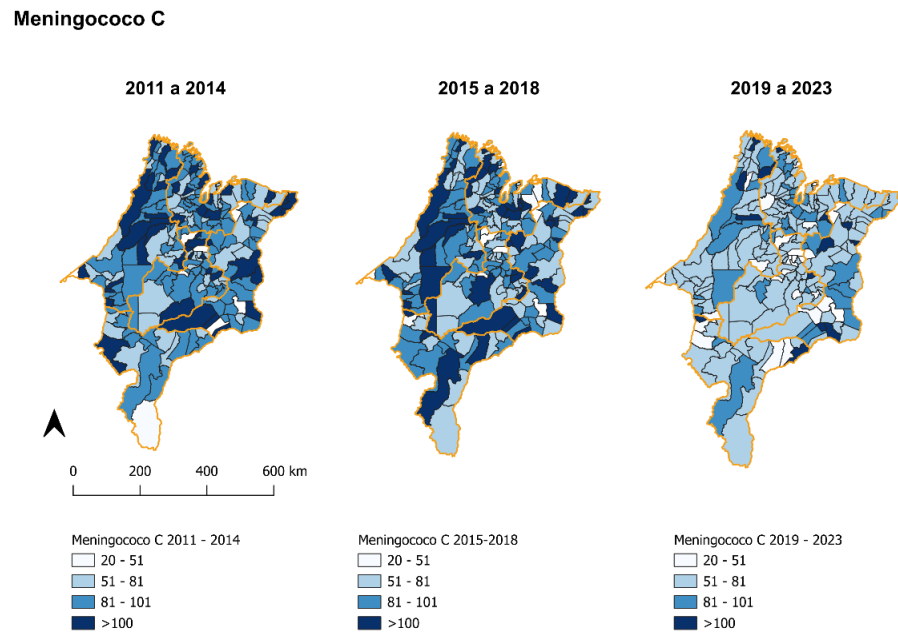 Meningococo C
2011 a 2014
2015 a 2018
2019 a 2023
0 200 400 600 km
Meningococo C 2011 - 2014
20 - 51
51 - 81
81 - 101
>100
Meningococo C 2015-2018
20 - 51
51 - 81
81 - 101
>100
Meningococo C 2019 - 2023
20 - 51
51 - 81
81 - 101
>100